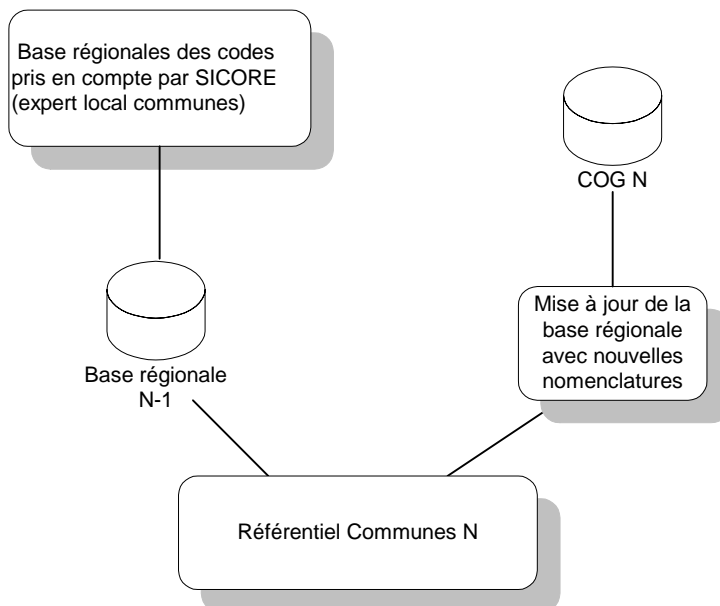 Base régionales des codes
pris en compte par SICORE
(expert local communes)
COG N
Base régionale
N-1
Mise à jour de la
base régionale
avec nouvelles
nomenclatures
Référentiel Communes N